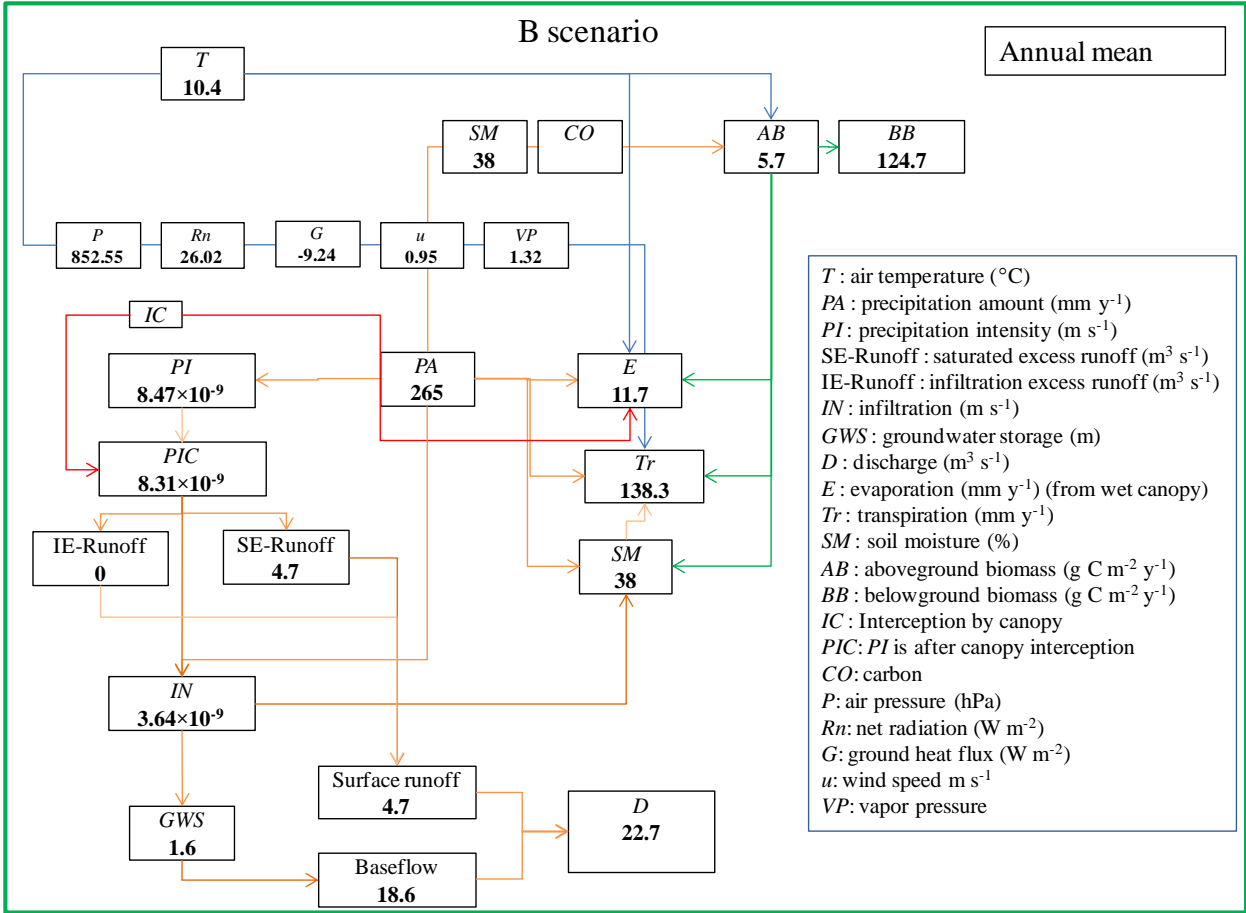 B scenario
Annual mean
T
10.4
SM
38
CO
AB
5.7
BB
124.7
P
852.55
Rn
26.02
G
-9.24
u
0.95
VP
1.32
IC
PI
8.47×10⁻⁹
PA
265
E
11.7
PIC
8.31×10⁻⁹
Tr
138.3
IE-Runoff
0
SE-Runoff
4.7
SM
38
IN
3.64×10⁻⁹
Surface runoff
4.7
GWS
1.6
D
22.7
Baseflow
18.6
T : air temperature (°C)
PA : precipitation amount (mm y⁻¹)
PI : precipitation intensity (m s⁻¹)
SE-Runoff : saturated excess runoff (m³ s⁻¹)
IE-Runoff : infiltration excess runoff (m³ s⁻¹)
IN : infiltration (m s⁻¹)
GWS : groundwater storage (m)
D : discharge (m³ s⁻¹)
E : evaporation (mm y⁻¹) (from wet canopy)
Tr : transpiration (mm y⁻¹)
SM : soil moisture (%)
AB : aboveground biomass (g C m⁻² y⁻¹)
BB : belowground biomass (g C m⁻² y⁻¹)
IC : Interception by canopy
PIC: PI is after canopy interception
CO: carbon
P: air pressure (hPa)
Rn: net radiation (W m⁻²)
G: ground heat flux (W m⁻²)
u: wind speed m s⁻¹
VP: vapor pressure